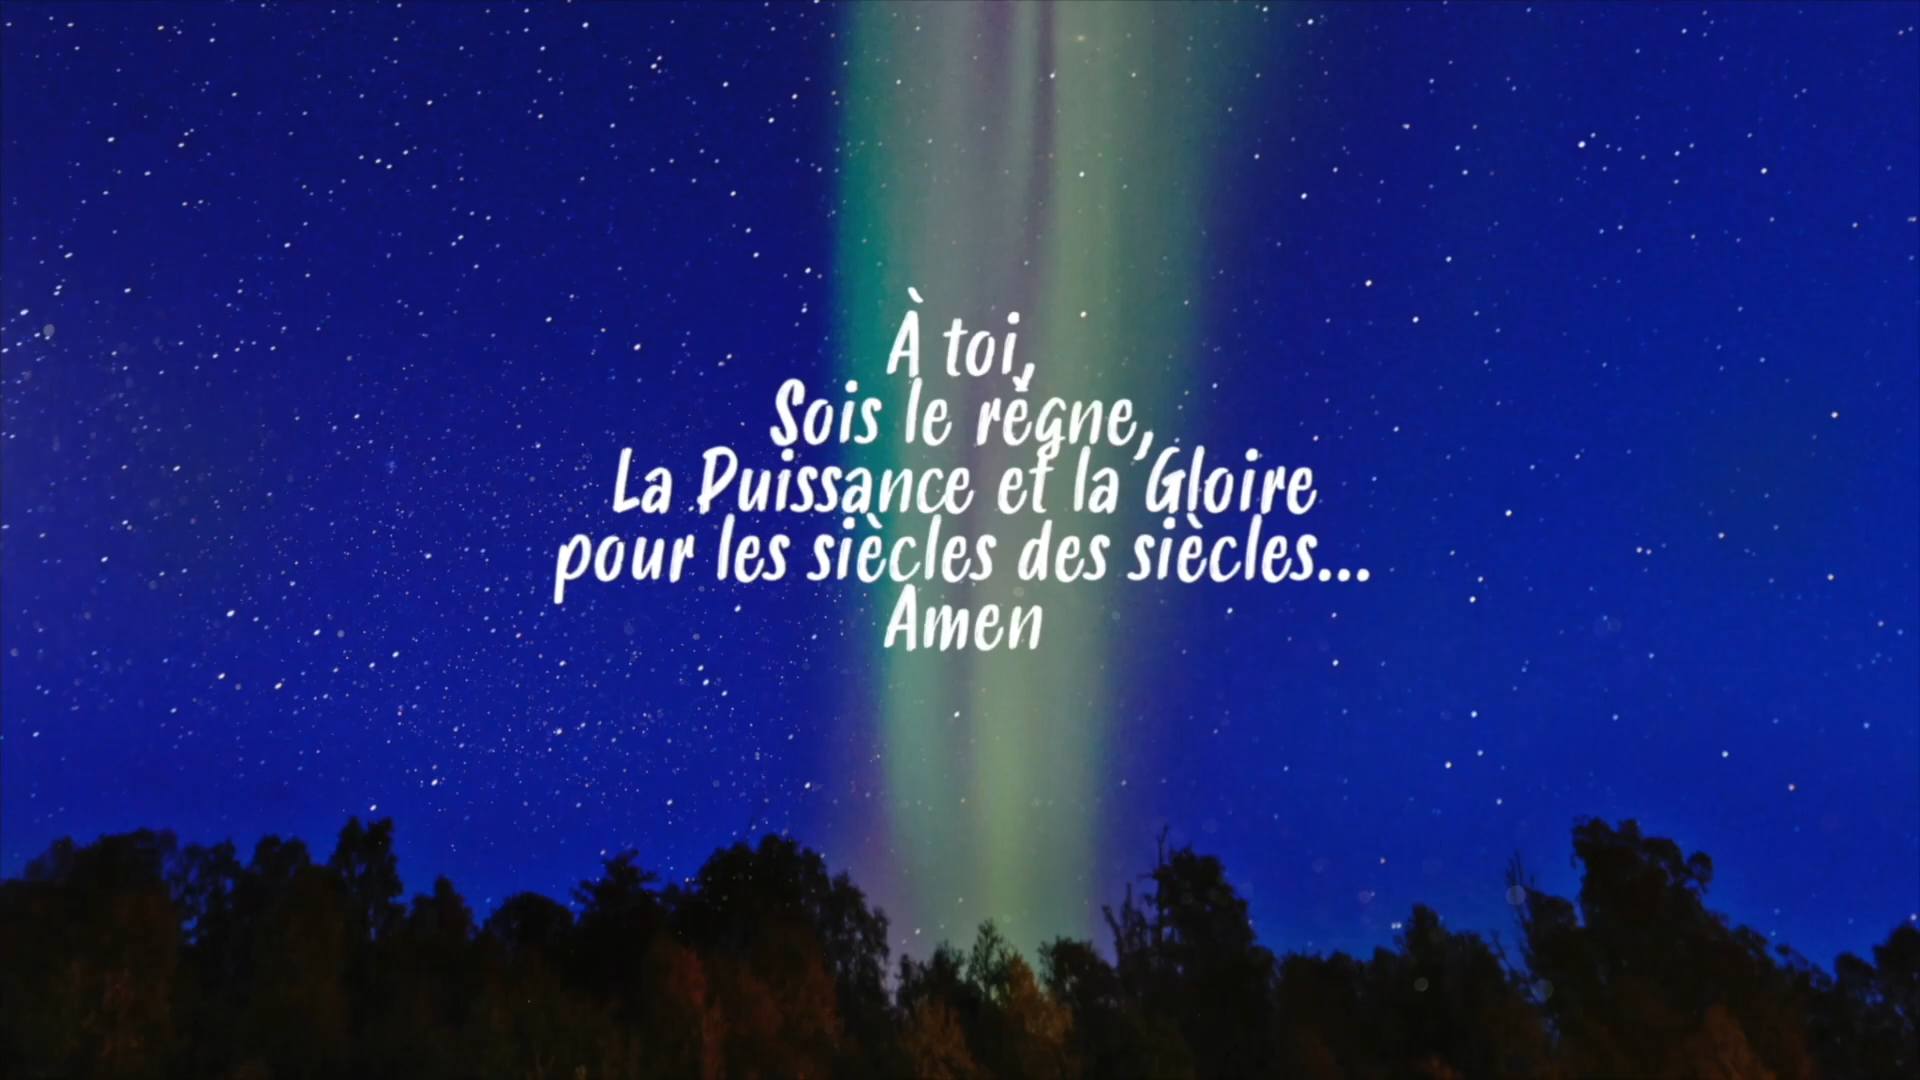 À toi,
Sois le règne,
La Puissance et la Gloire
pour les siècles des siècles...
Amen